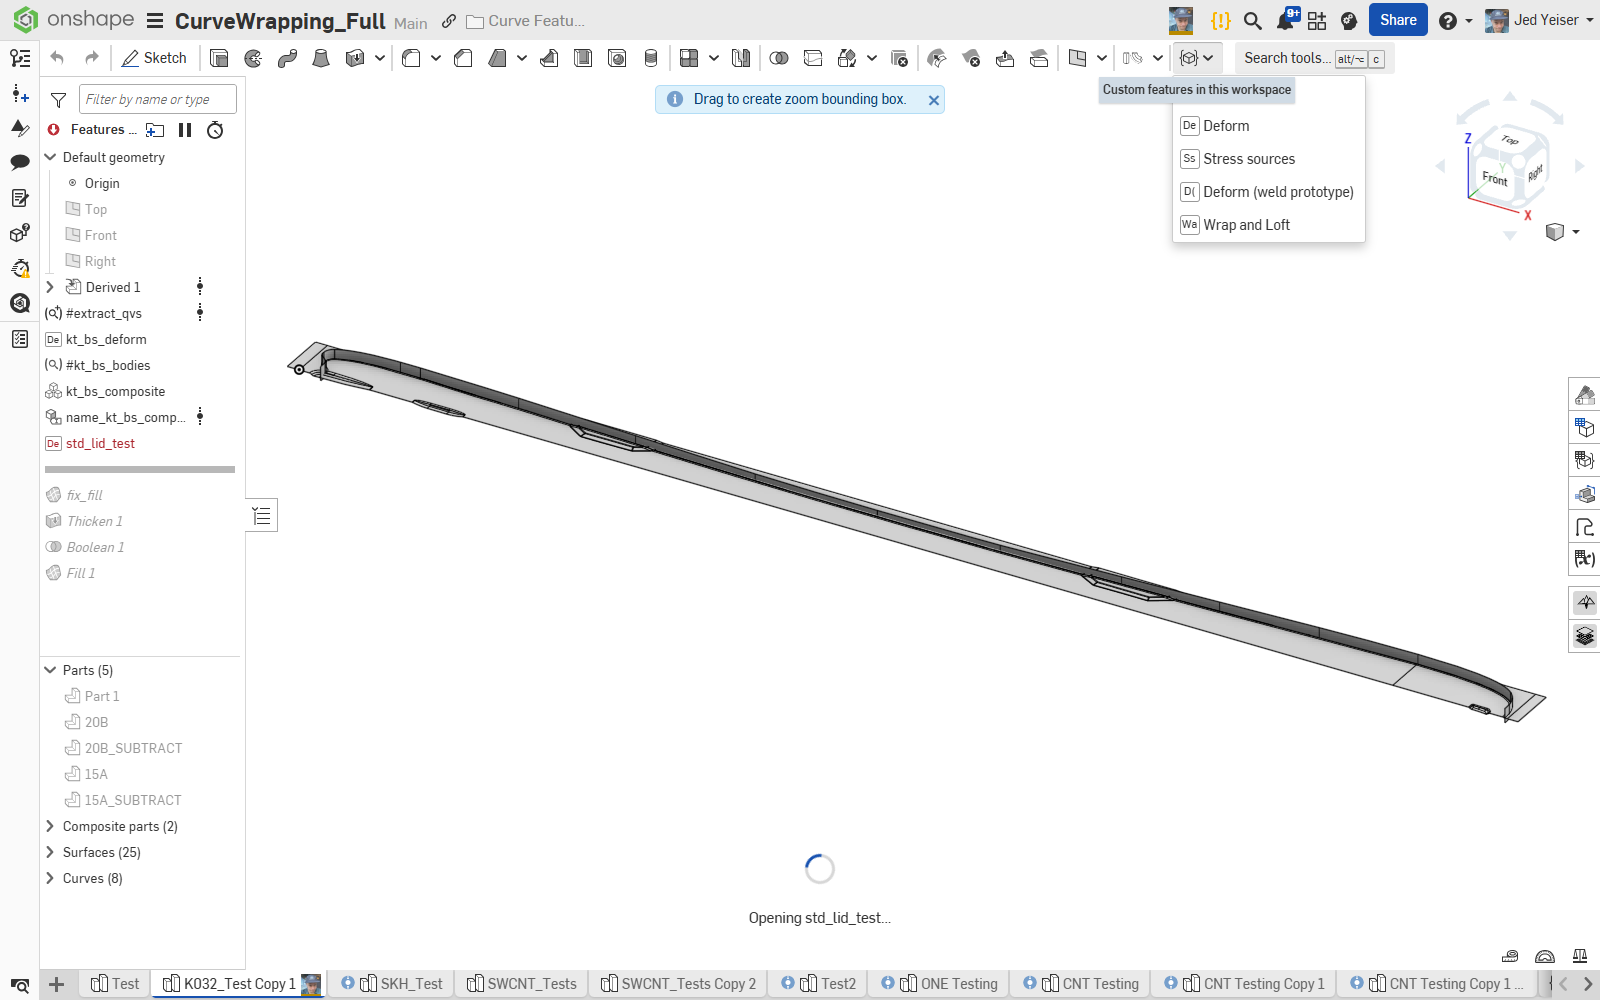 onshape
CurveWrapping_Full Main Curve Featu...
9+
Share
Jed Yeiser
Sketch
Search tools... alt/⌥ c
Filter by name or type
Drag to create zoom bounding box.
Custom features in this workspace
Features ...
De Deform
Ss Stress sources
D( Deform (weld prototype)
Wa Wrap and Loft
Top
Front
Right
Z
Y
X
Default geometry
Origin
Top
Front
Right
Derived 1
#extract_qvs
De kt_bs_deform
#kt_bs_bodies
kt_bs_composite
name_kt_bs_comp...
De std_lid_test
fix_fill
Thicken 1
Boolean 1
Fill 1
Parts (5)
Part 1
20B
20B_SUBTRACT
15A
15A_SUBTRACT
Composite parts (2)
Surfaces (25)
Curves (8)
Opening std_lid_test...
Test
K032_Test Copy 1
SKH_Test
SWCNT_Tests
SWCNT_Tests Copy 2
Test2
ONE Testing
CNT Testing
CNT Testing Copy 1
CNT Testing Copy 1 ...